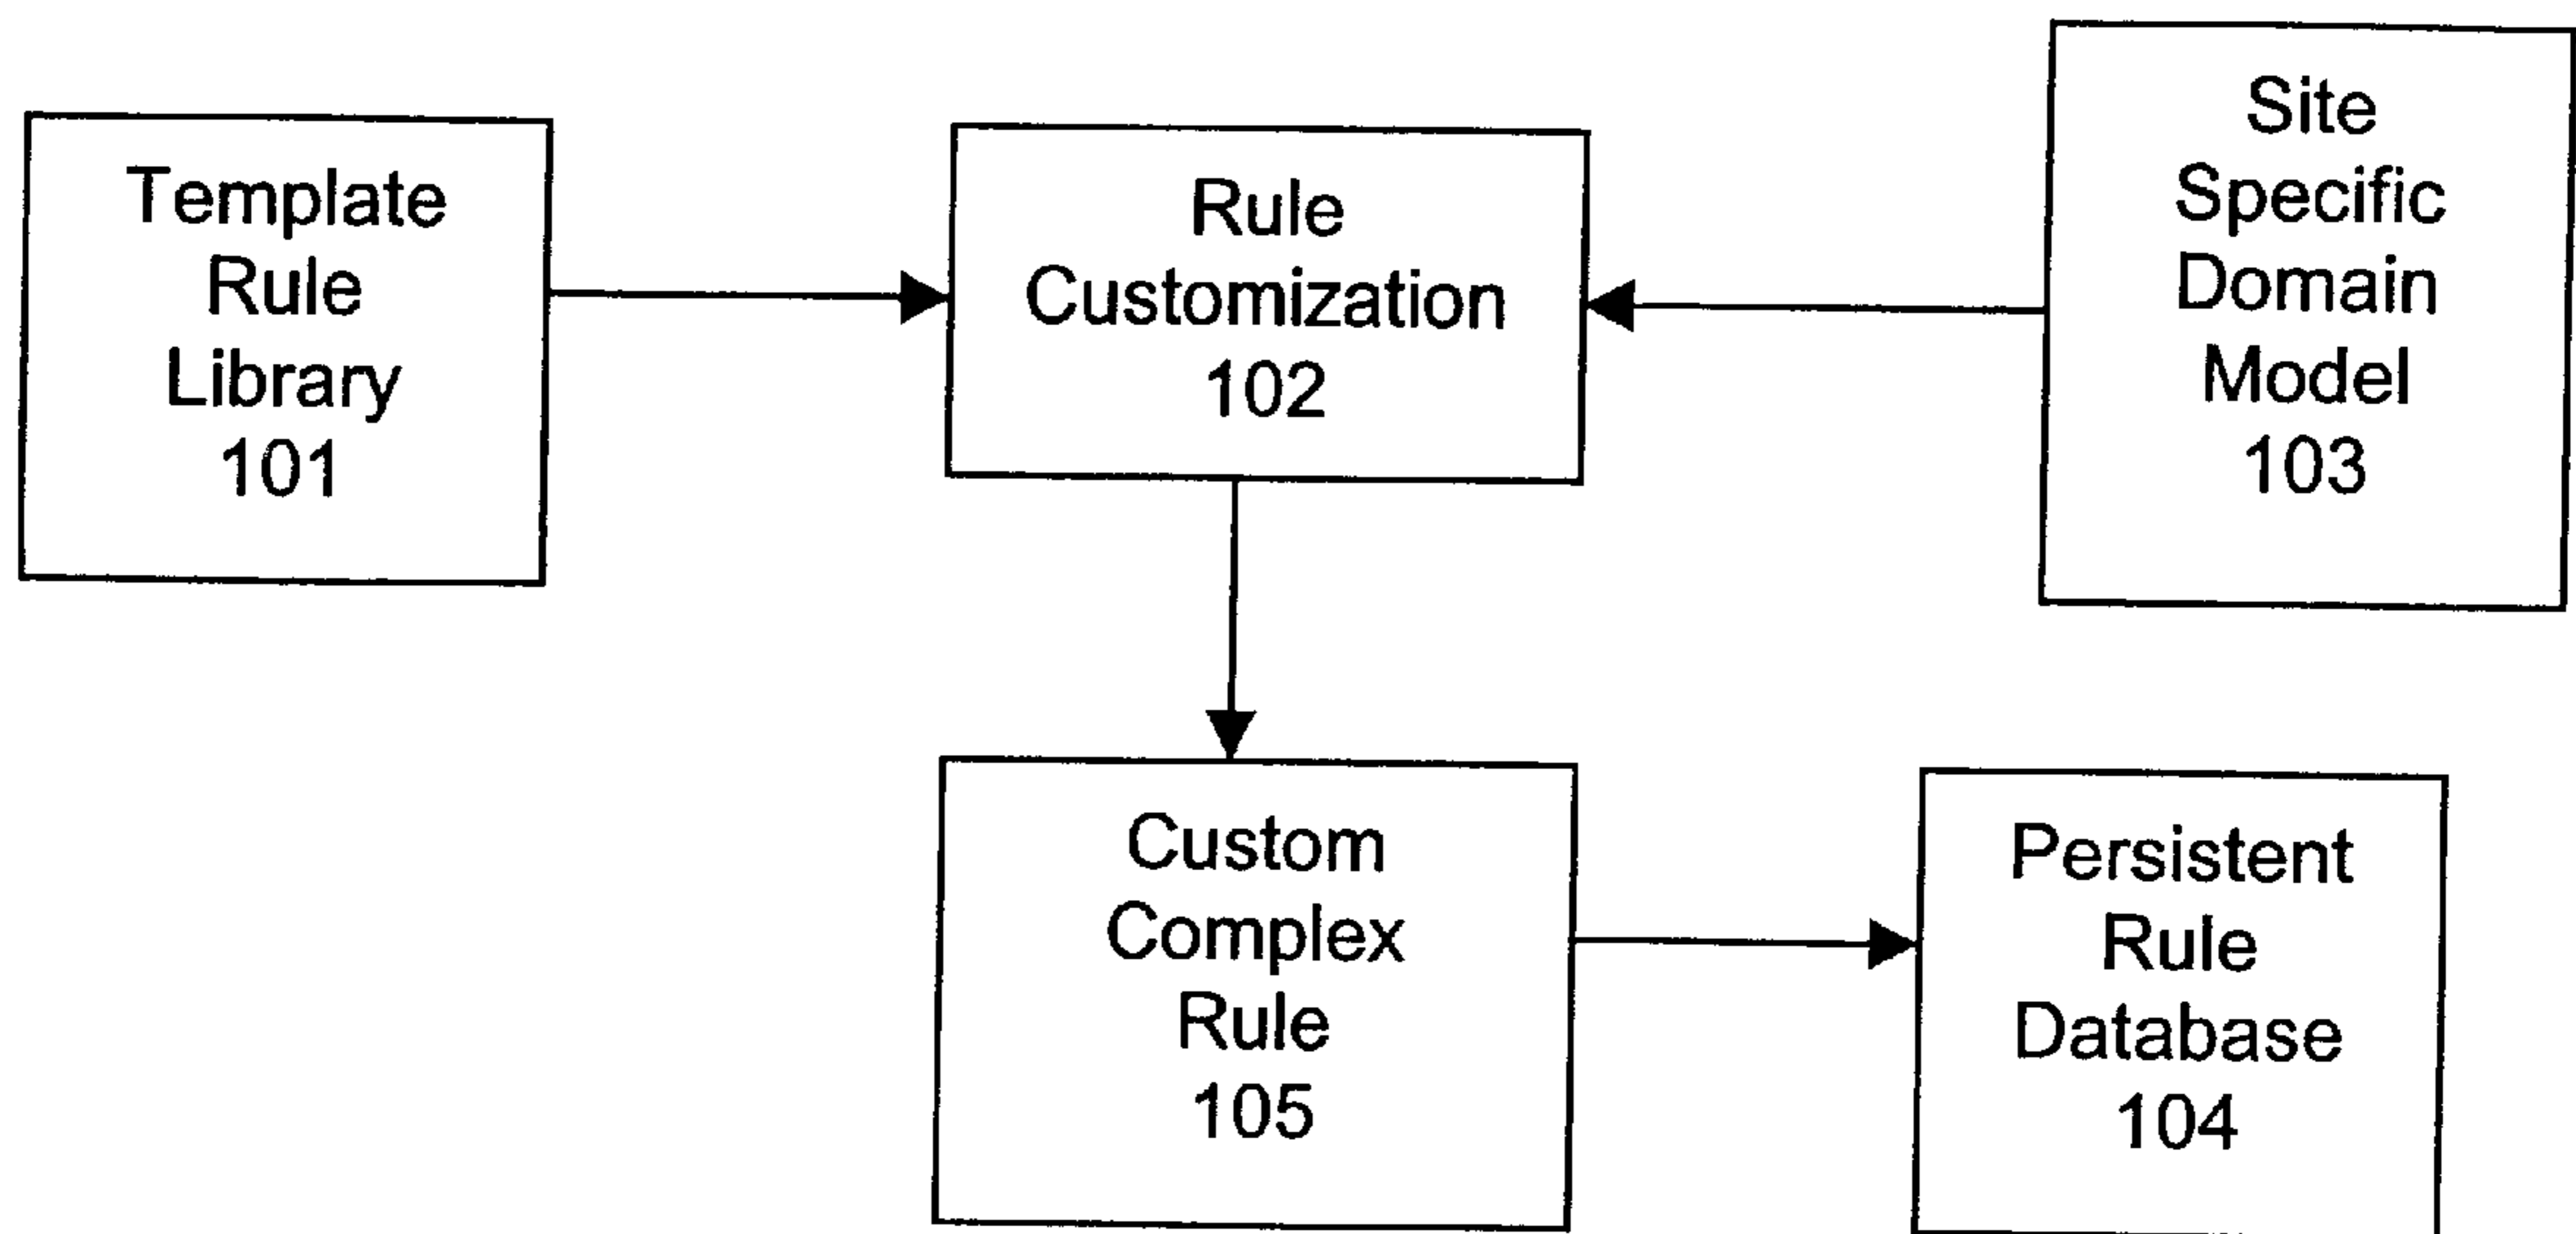 Template
Rule
Library
101
Rule
Customization
102
Site
Specific
Domain
Model
103
Custom
Complex
Rule
105
Persistent
Rule
Database
104